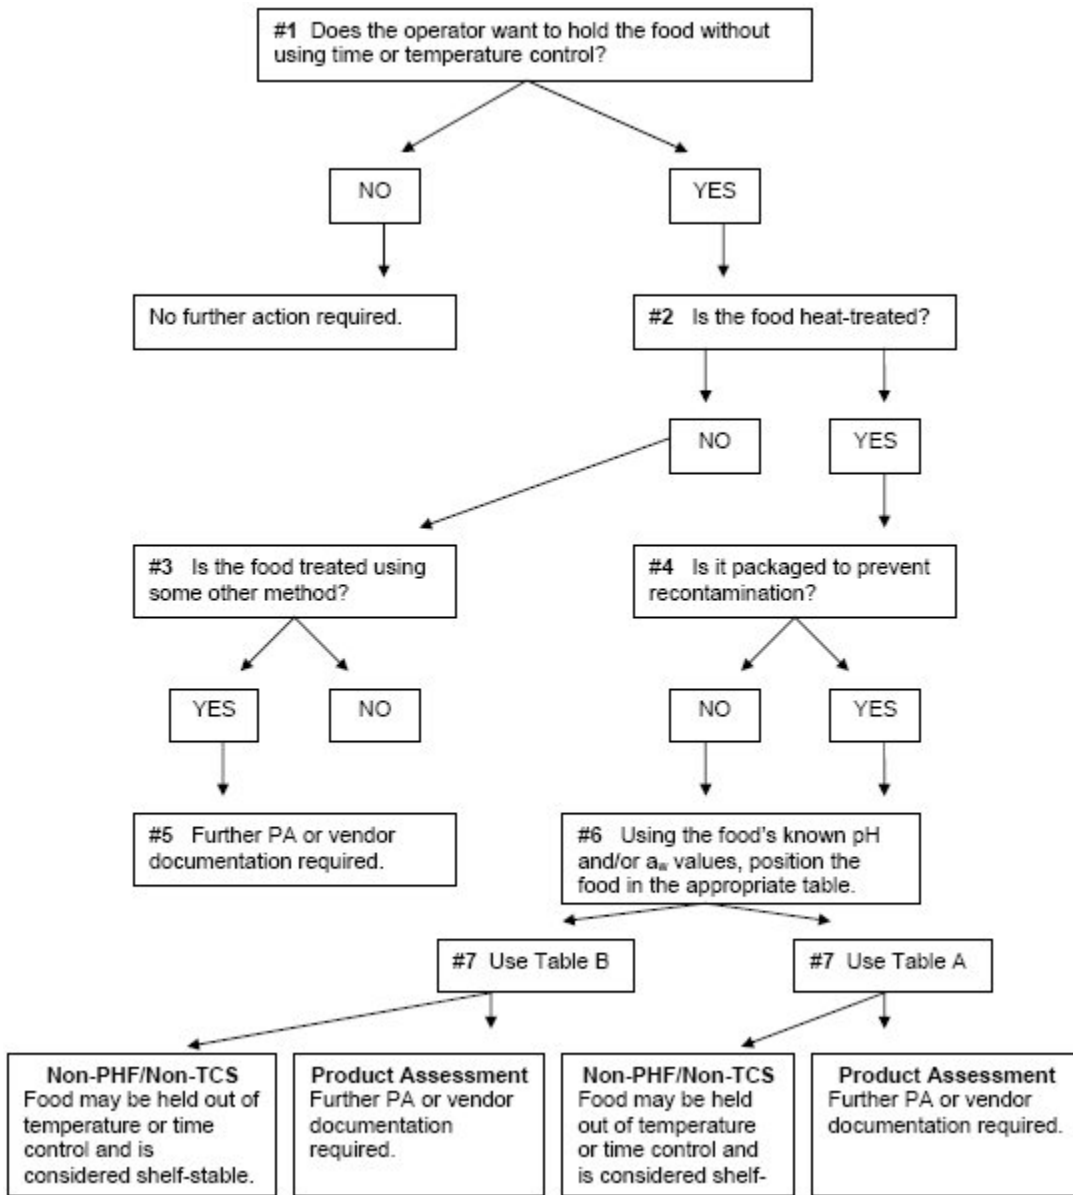 #1 Does the operator want to hold the food without
using time or temperature control?
NO
YES
No further action required.
#2 Is the food heat-treated?
NO
YES
#3 Is the food treated using
some other method?
#4 Is it packaged to prevent
recontamination?
YES
NO
NO
YES
#5 Further PA or vendor
documentation required.
#6 Using the food's known pH
and/or aw values, position the
food in the appropriate table.
#7 Use Table B
#7 Use Table A
Non-PHF/Non-TCS
Food may be held out of
temperature or time
control and is
considered shelf-stable.
Product Assessment
Further PA or vendor
documentation
required.
Non-PHF/Non-TCS
Food may be held
out of temperature
or time control and
is considered shelf-
Product Assessment
Further PA or vendor
documentation required.